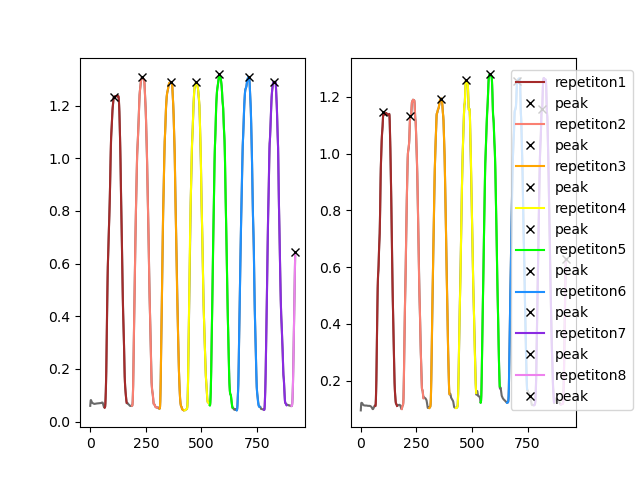 1.2
1.0
0.8
0.6
0.4
0.2
0.0
0
250
500
750
1.2
1.0
0.8
0.6
0.4
0.2
0
250
500
750
repetiton1
peak
repetiton2
peak
repetiton3
peak
repetiton4
peak
repetiton5
peak
repetiton6
peak
repetiton7
peak
repetiton8
peak